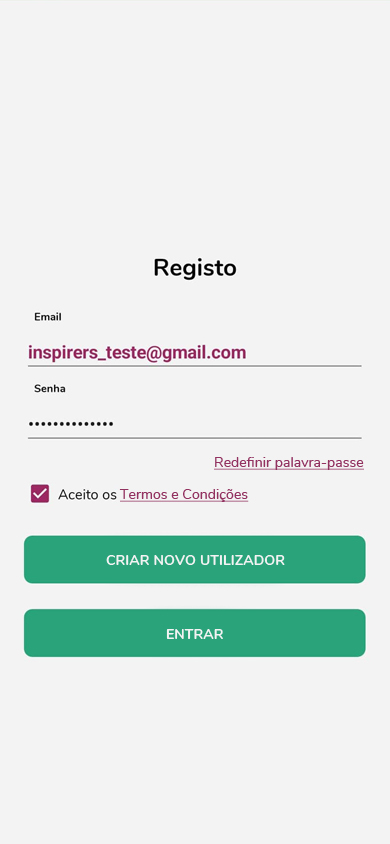 Registo
Email
inspirers_teste@gmail.com
Senha
••••••••••••••
Redefinir palavra-passe
Aceito os Termos e Condições
CRIAR NOVO UTILIZADOR
ENTRAR